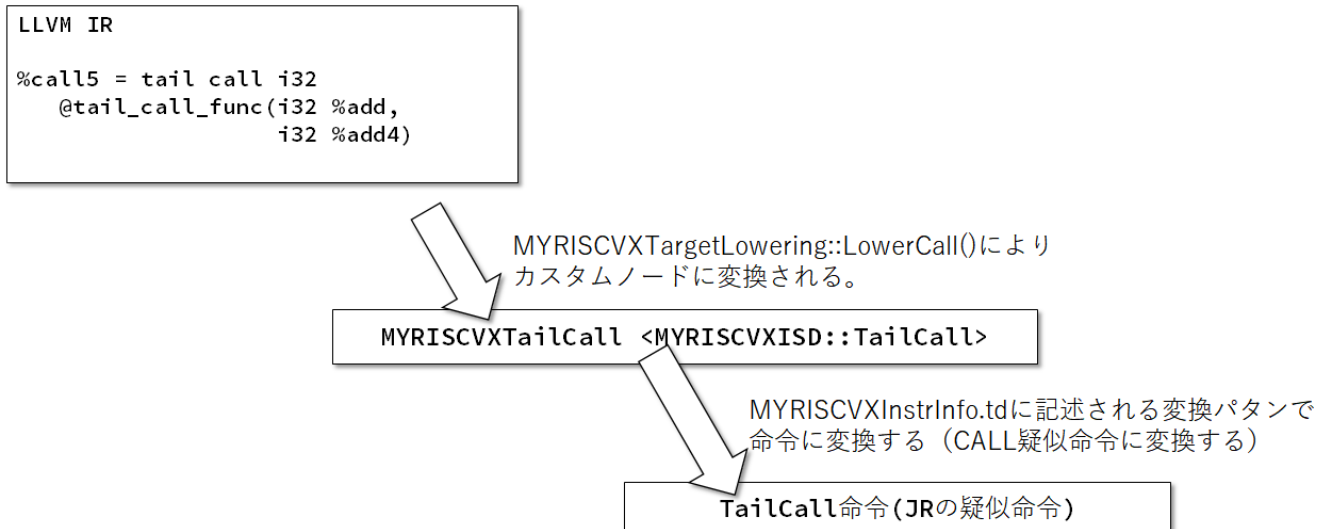 LLVM IR
%call5 = tail call i32
@tail_call_func(i32 %add,
i32 %add4)
MYRISCVXTargetLowering::LowerCall()により
カスタムノードに変換される。
MYRISCVXTailCall <MYRISCVXISD::TailCall>
MYRISCVXInstrInfo.tdに記述される変換パタンで
命令に変換する（CALL疑似命令に変換する）
TailCall命令(JRの疑似命令)